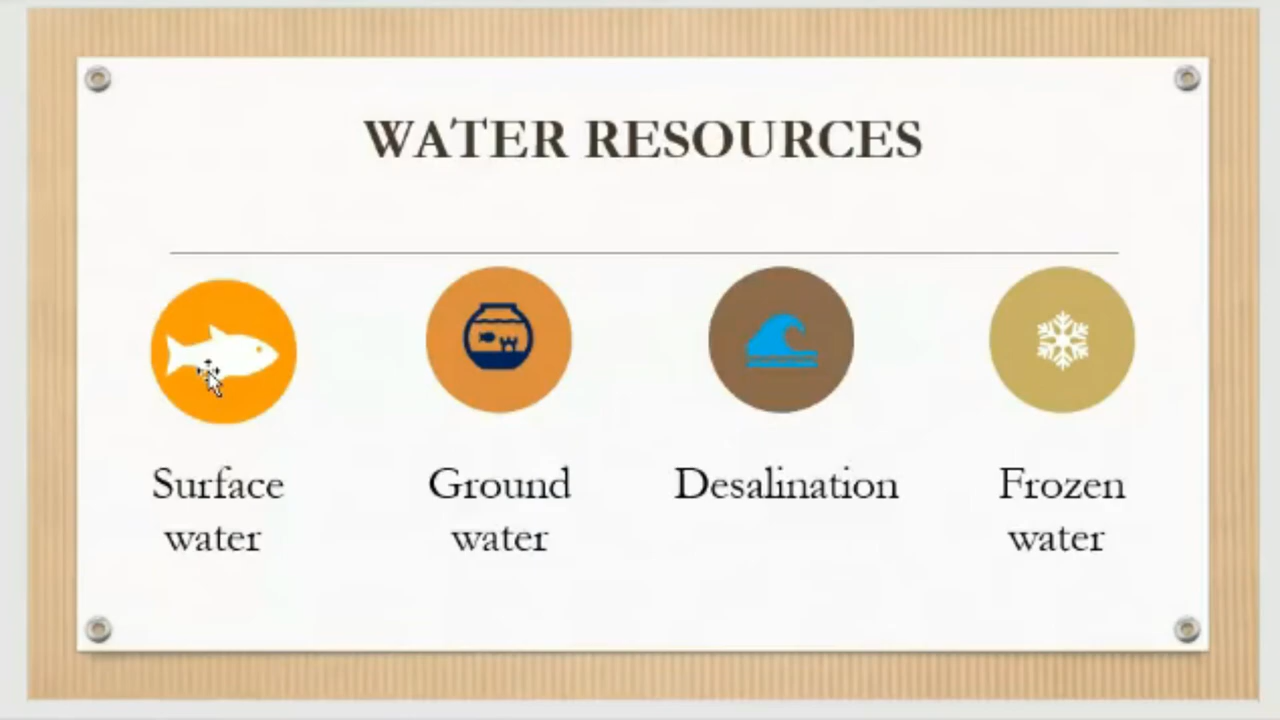 WATER RESOURCES
Surface
water
Ground
water
Desalination
Frozen
water